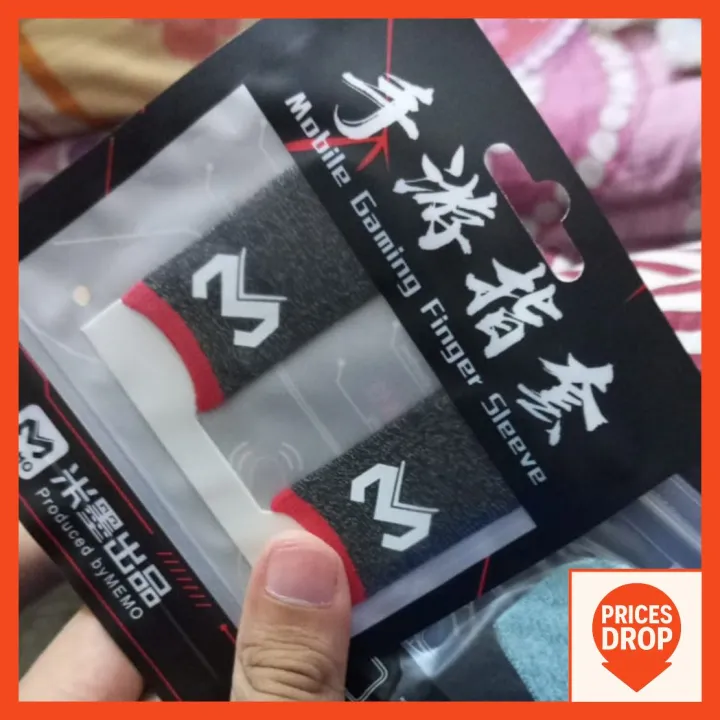 手游指套
Mobile Gaming Finger Sleeve
米墨出品
Produced byMEMO
PRICES
DROP